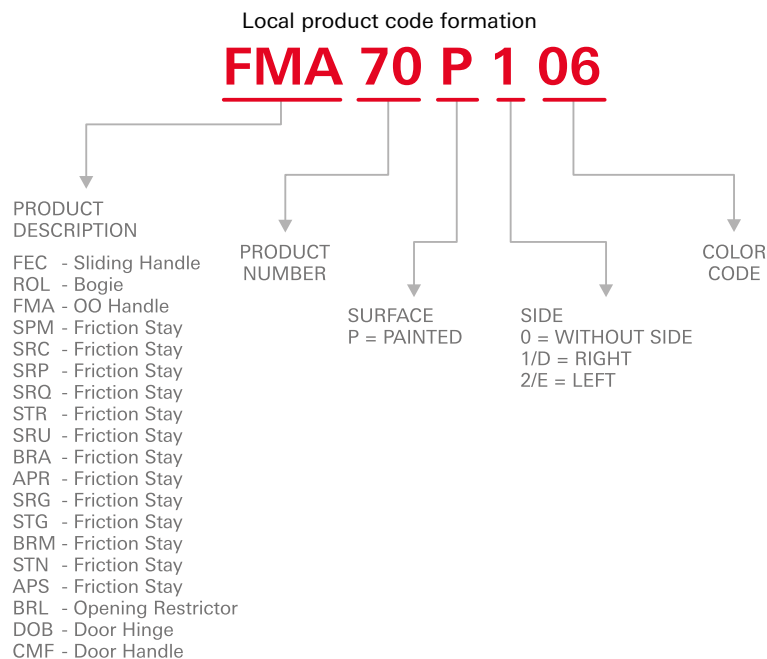 Local product code formation
FMA 70 P 1 06
PRODUCT
DESCRIPTION
FEC - Sliding Handle
ROL - Bogie
FMA - OO Handle
SPM - Friction Stay
SRC - Friction Stay
SRP - Friction Stay
SRQ - Friction Stay
STR - Friction Stay
SRU - Friction Stay
BRA - Friction Stay
APR - Friction Stay
SRG - Friction Stay
STG - Friction Stay
BRM - Friction Stay
STN - Friction Stay
APS - Friction Stay
BRL - Opening Restrictor
DOB - Door Hinge
CMF - Door Handle
PRODUCT
NUMBER
SURFACE
P = PAINTED
SIDE
0 = WITHOUT SIDE
1/D = RIGHT
2/E = LEFT
COLOR
CODE